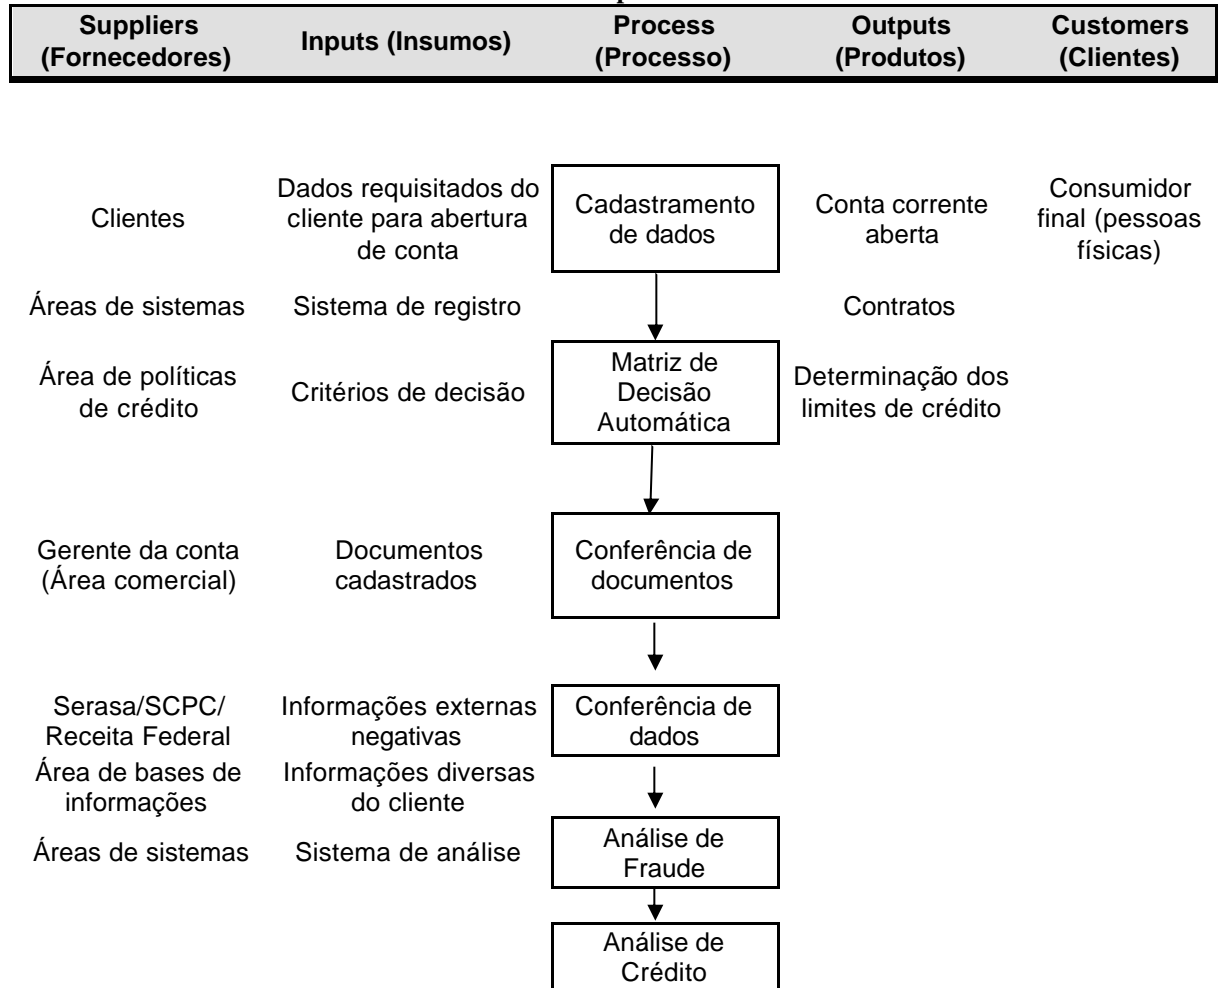 Suppliers
(Fornecedores)
Inputs (Insumos)
Process
(Processo)
Outputs
(Produtos)
Customers
(Clientes)
Clientes
Dados requisitados do
cliente para abertura
de conta
Cadastramento
de dados
Conta corrente
aberta
Consumidor
final (pessoas
físicas)
Áreas de sistemas
Sistema de registro
Contratos
Área de políticas
de crédito
Critérios de decisão
Matriz de
Decisão
Automática
Determinação dos
limites de crédito
Gerente da conta
(Área comercial)
Documentos
cadastrados
Conferência de
documentos
Serasa/SCPC/
Receita Federal
Informações externas
negativas
Conferência de
dados
Área de bases de
informações
Informações diversas
do cliente
Áreas de sistemas
Sistema de análise
Análise de
Fraude
Análise de
Crédito